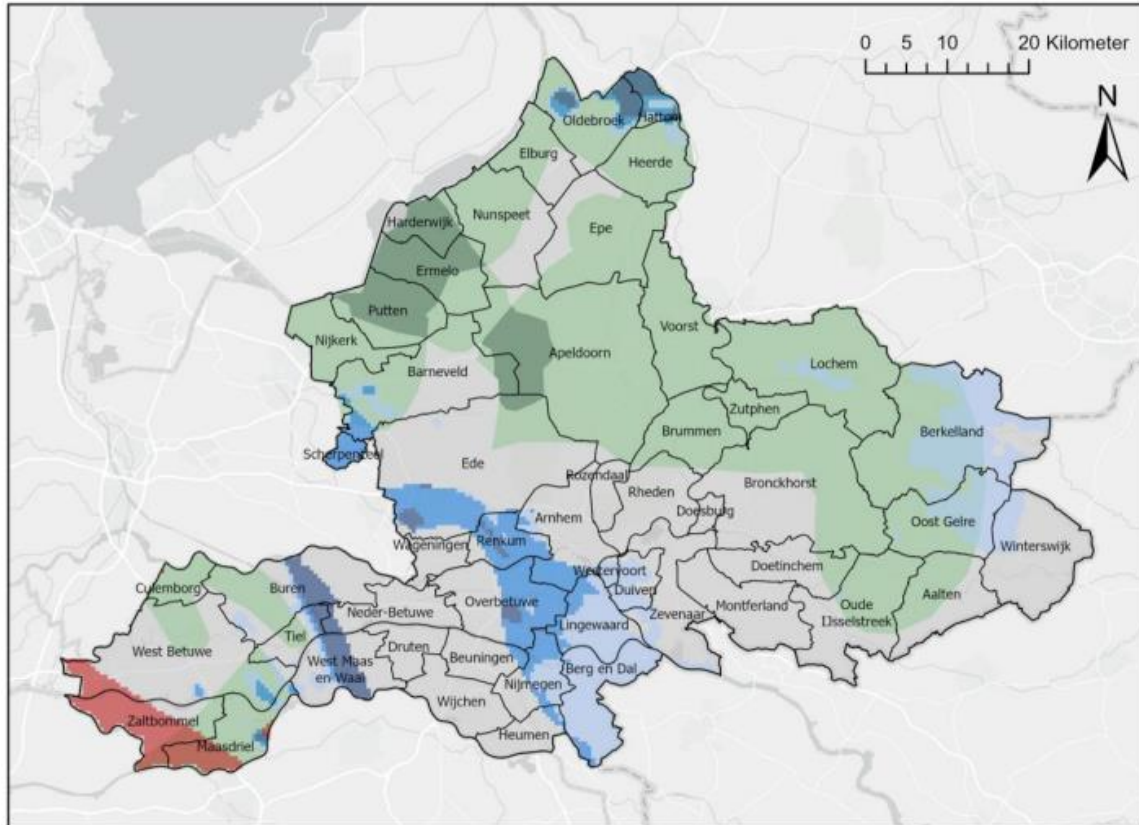 0 5 10 20 Kilometer
N
Oldebroek
Hattem
Elburg
Heerde
Nunspeet
Harderwijk
Epe
Ermelo
Putten
Voorst
Nijkerk
Apeldoorn
Lochem
Barneveld
Zutphen
Brummen
Berkelland
Scherpenzeel
Ede
Rozendaal
Rheden
Bronckhorst
Doesburg
Arnhem
Oost Gelre
Renkum
Wageningen
Winterswijk
Doetinchem
Westervoort
Culemborg
Buren
Duiven
Aalten
Neder-Betuwe
Overbetuwe
Zevenaar
Montferland
Oude
IJsselstreek
Lingewaard
Tiel
West Betuwe
Druten
Beuningen
West Maas
en Waal
Berg en Dal
Nijmegen
Wijchen
Zaltbommel
Heumen
Maasdriel